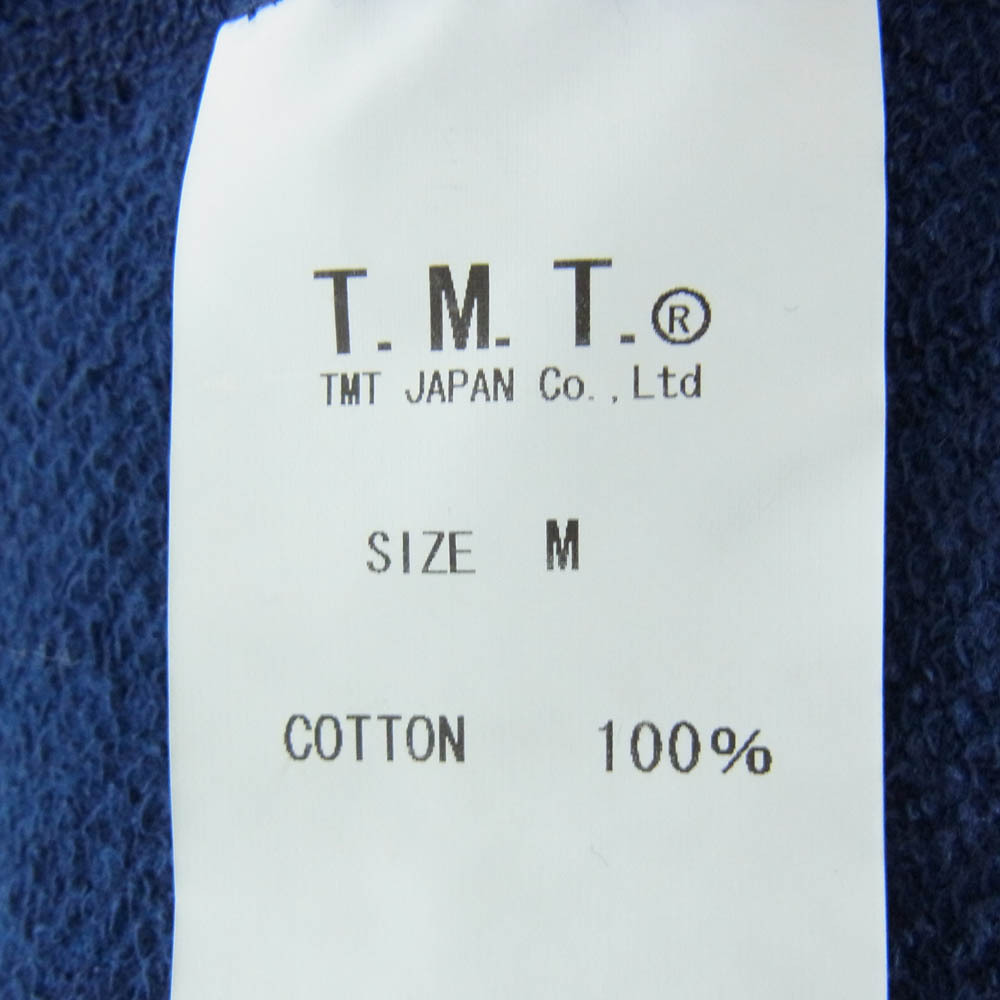 T.M.T.®
TMT JAPAN Co.,Ltd
SIZE M
COTTON 100%